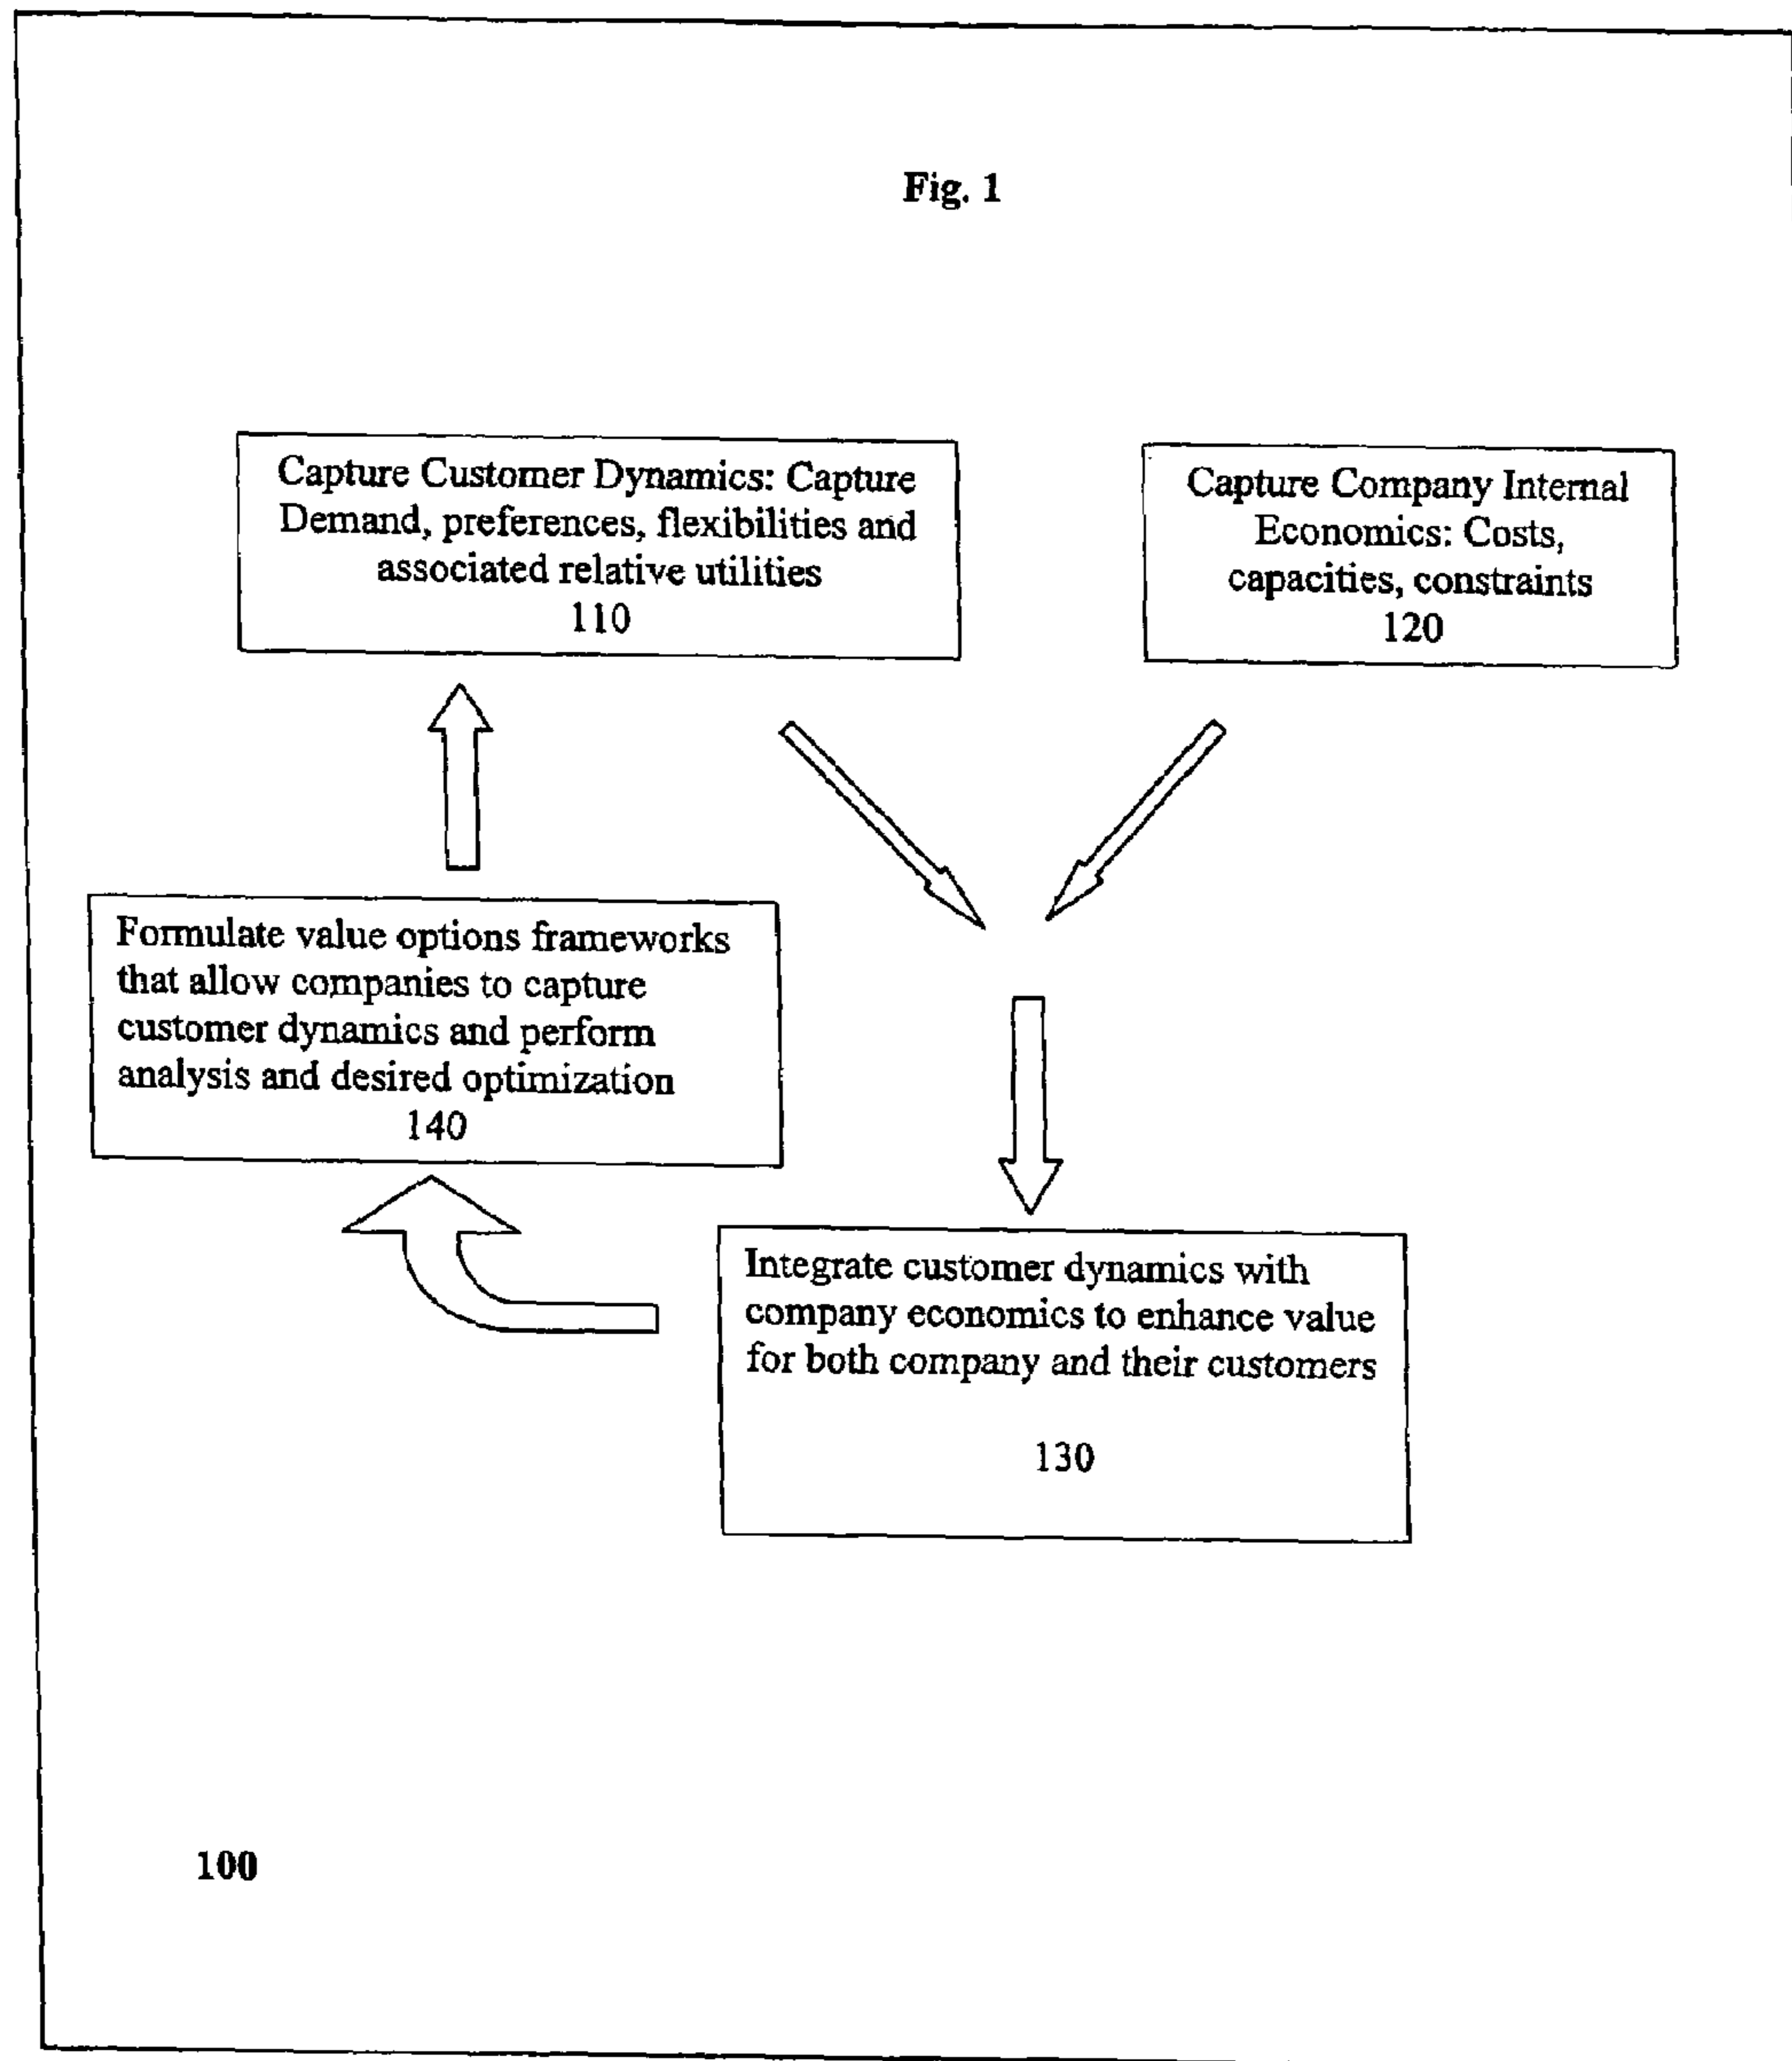 Fig. 1
Capture Customer Dynamics: Capture
Demand, preferences, flexibilities and
associated relative utilities
110
Capture Company Internal
Economics: Costs,
capacities, constraints
120
Formulate value options frameworks
that allow companies to capture
customer dynamics and perform
analysis and desired optimization
140
Integrate customer dynamics with
company economics to enhance value
for both company and their customers
130
100